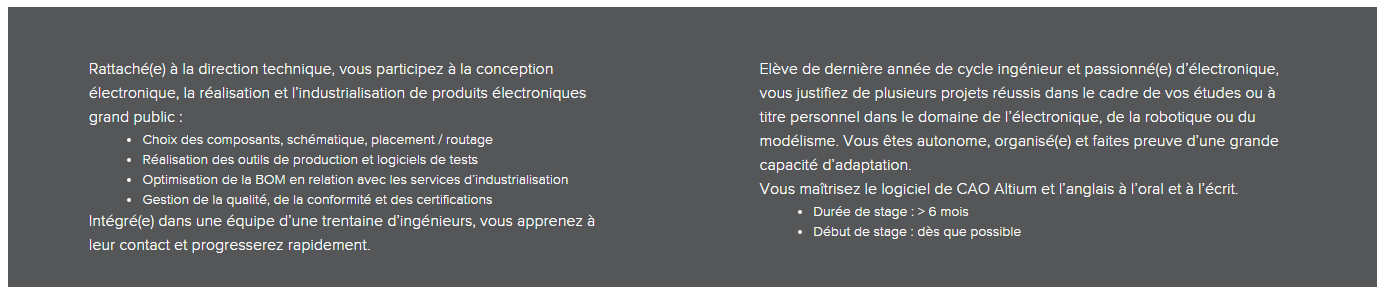 Rattaché(e) à la direction technique, vous participez à la conception
électronique, la réalisation et l'industrialisation de produits électroniques
grand public :
• Choix des composants, schématique, placement / routage
• Réalisation des outils de production et logiciels de tests
• Optimisation de la BOM en relation avec les services d'industrialisation
• Gestion de la qualité, de la conformité et des certifications
Intégré(e) dans une équipe d'une trentaine d'ingénieurs, vous apprenez à
leur contact et progresserez rapidement.
Elève de dernière année de cycle ingénieur et passionné(e) d'électronique,
vous justifiez de plusieurs projets réussis dans le cadre de vos études ou à
titre personnel dans le domaine de l'électronique, de la robotique ou du
modélisme. Vous êtes autonome, organisé(e) et faites preuve d'une grande
capacité d'adaptation.
Vous maîtrisez le logiciel de CAO Altium et l'anglais à l'oral et à l'écrit.
• Durée de stage : > 6 mois
• Début de stage : dès que possible